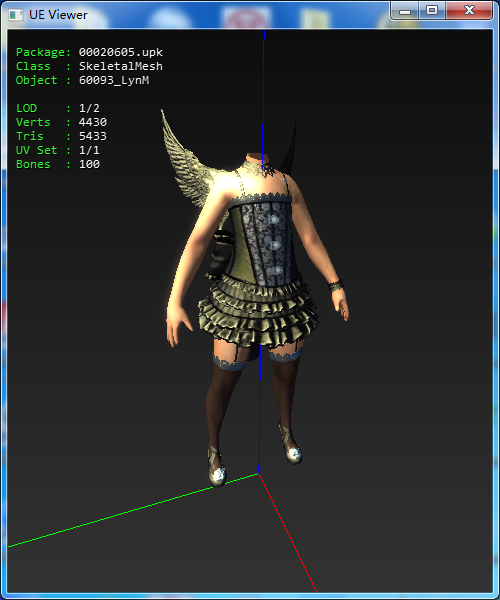 UE Viewer
Package: 00020605.upk
Class : SkeletalMesh
Object : 60093_LynM
LOD : 1/2
Verts : 4430
Tris : 5433
UV Set : 1/1
Bones : 100